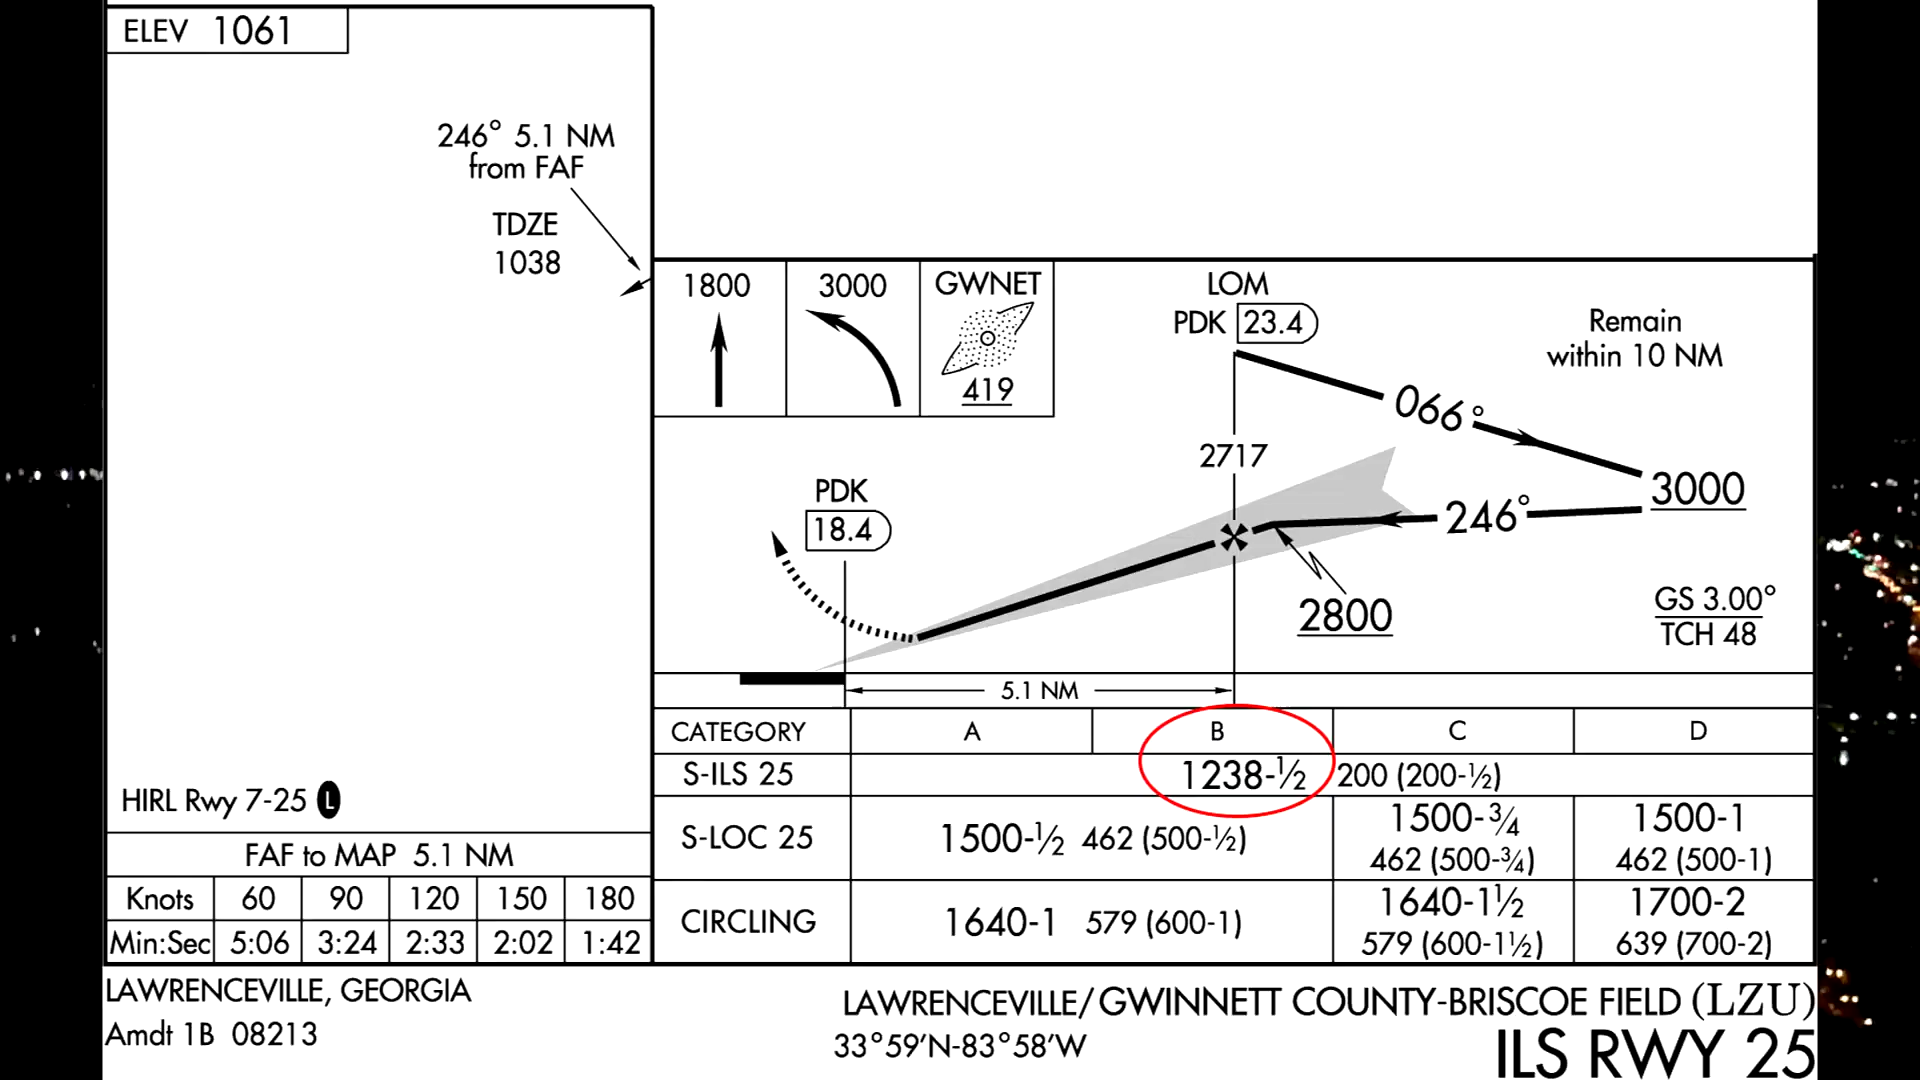 ELEV 1061
246° 5.1 NM
from FAF
TDZE
1038
1800
3000
GWNET
419
LOM
PDK 23.4
Remain
within 10 NM
066°
2717
3000
246°
PDK
18.4
2800
GS 3.00°
TCH 48
5.1 NM
CATEGORY A B C D
S-ILS 25 1238-½ 200 (200-½)
S-LOC 25 1500-½ 462 (500-½) 1500-¾ 462 (500-¾) 1500-1 462 (500-1)
CIRCLING 1640-1 579 (600-1) 1640-1½ 579 (600-1½) 1700-2 639 (700-2)
HIRL Rwy 7-25 L
FAF to MAP 5.1 NM
Knots 60 90 120 150 180
Min:Sec 5:06 3:24 2:33 2:02 1:42
LAWRENCEVILLE, GEORGIA
Amdt 1B 08213
LAWRENCEVILLE/GWINNETT COUNTY-BRISCOE FIELD (LZU)
33°59'N-83°58'W
ILS RWY 25